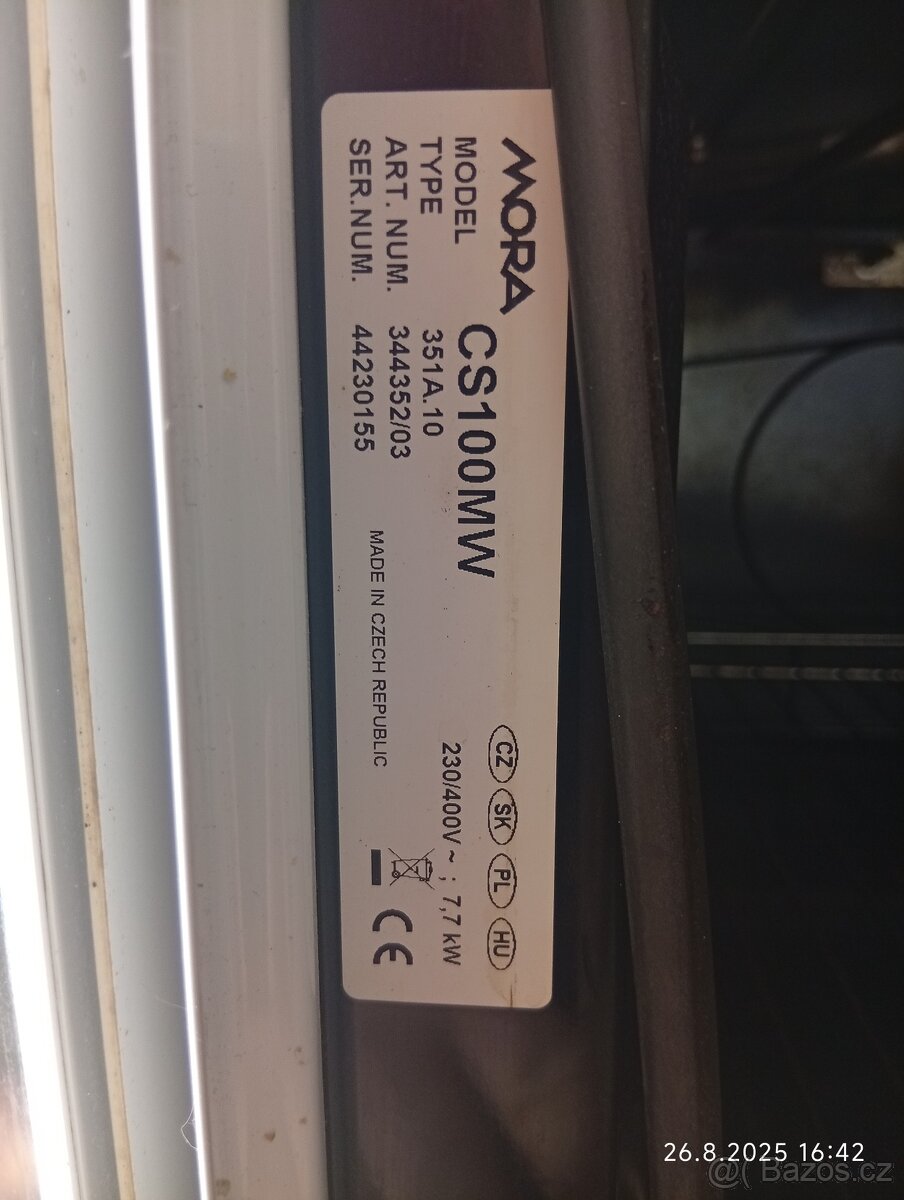 MORA
CZ SK PL HU
MODEL CS100MW
TYPE 351A.10
230/400V ~ ; 7,7 kW
ART. NUM. 344352/03
SER.NUM. 44230155
MADE IN CZECH REPUBLIC
CE
26.8.2025 16:42
@( Bazos.cz